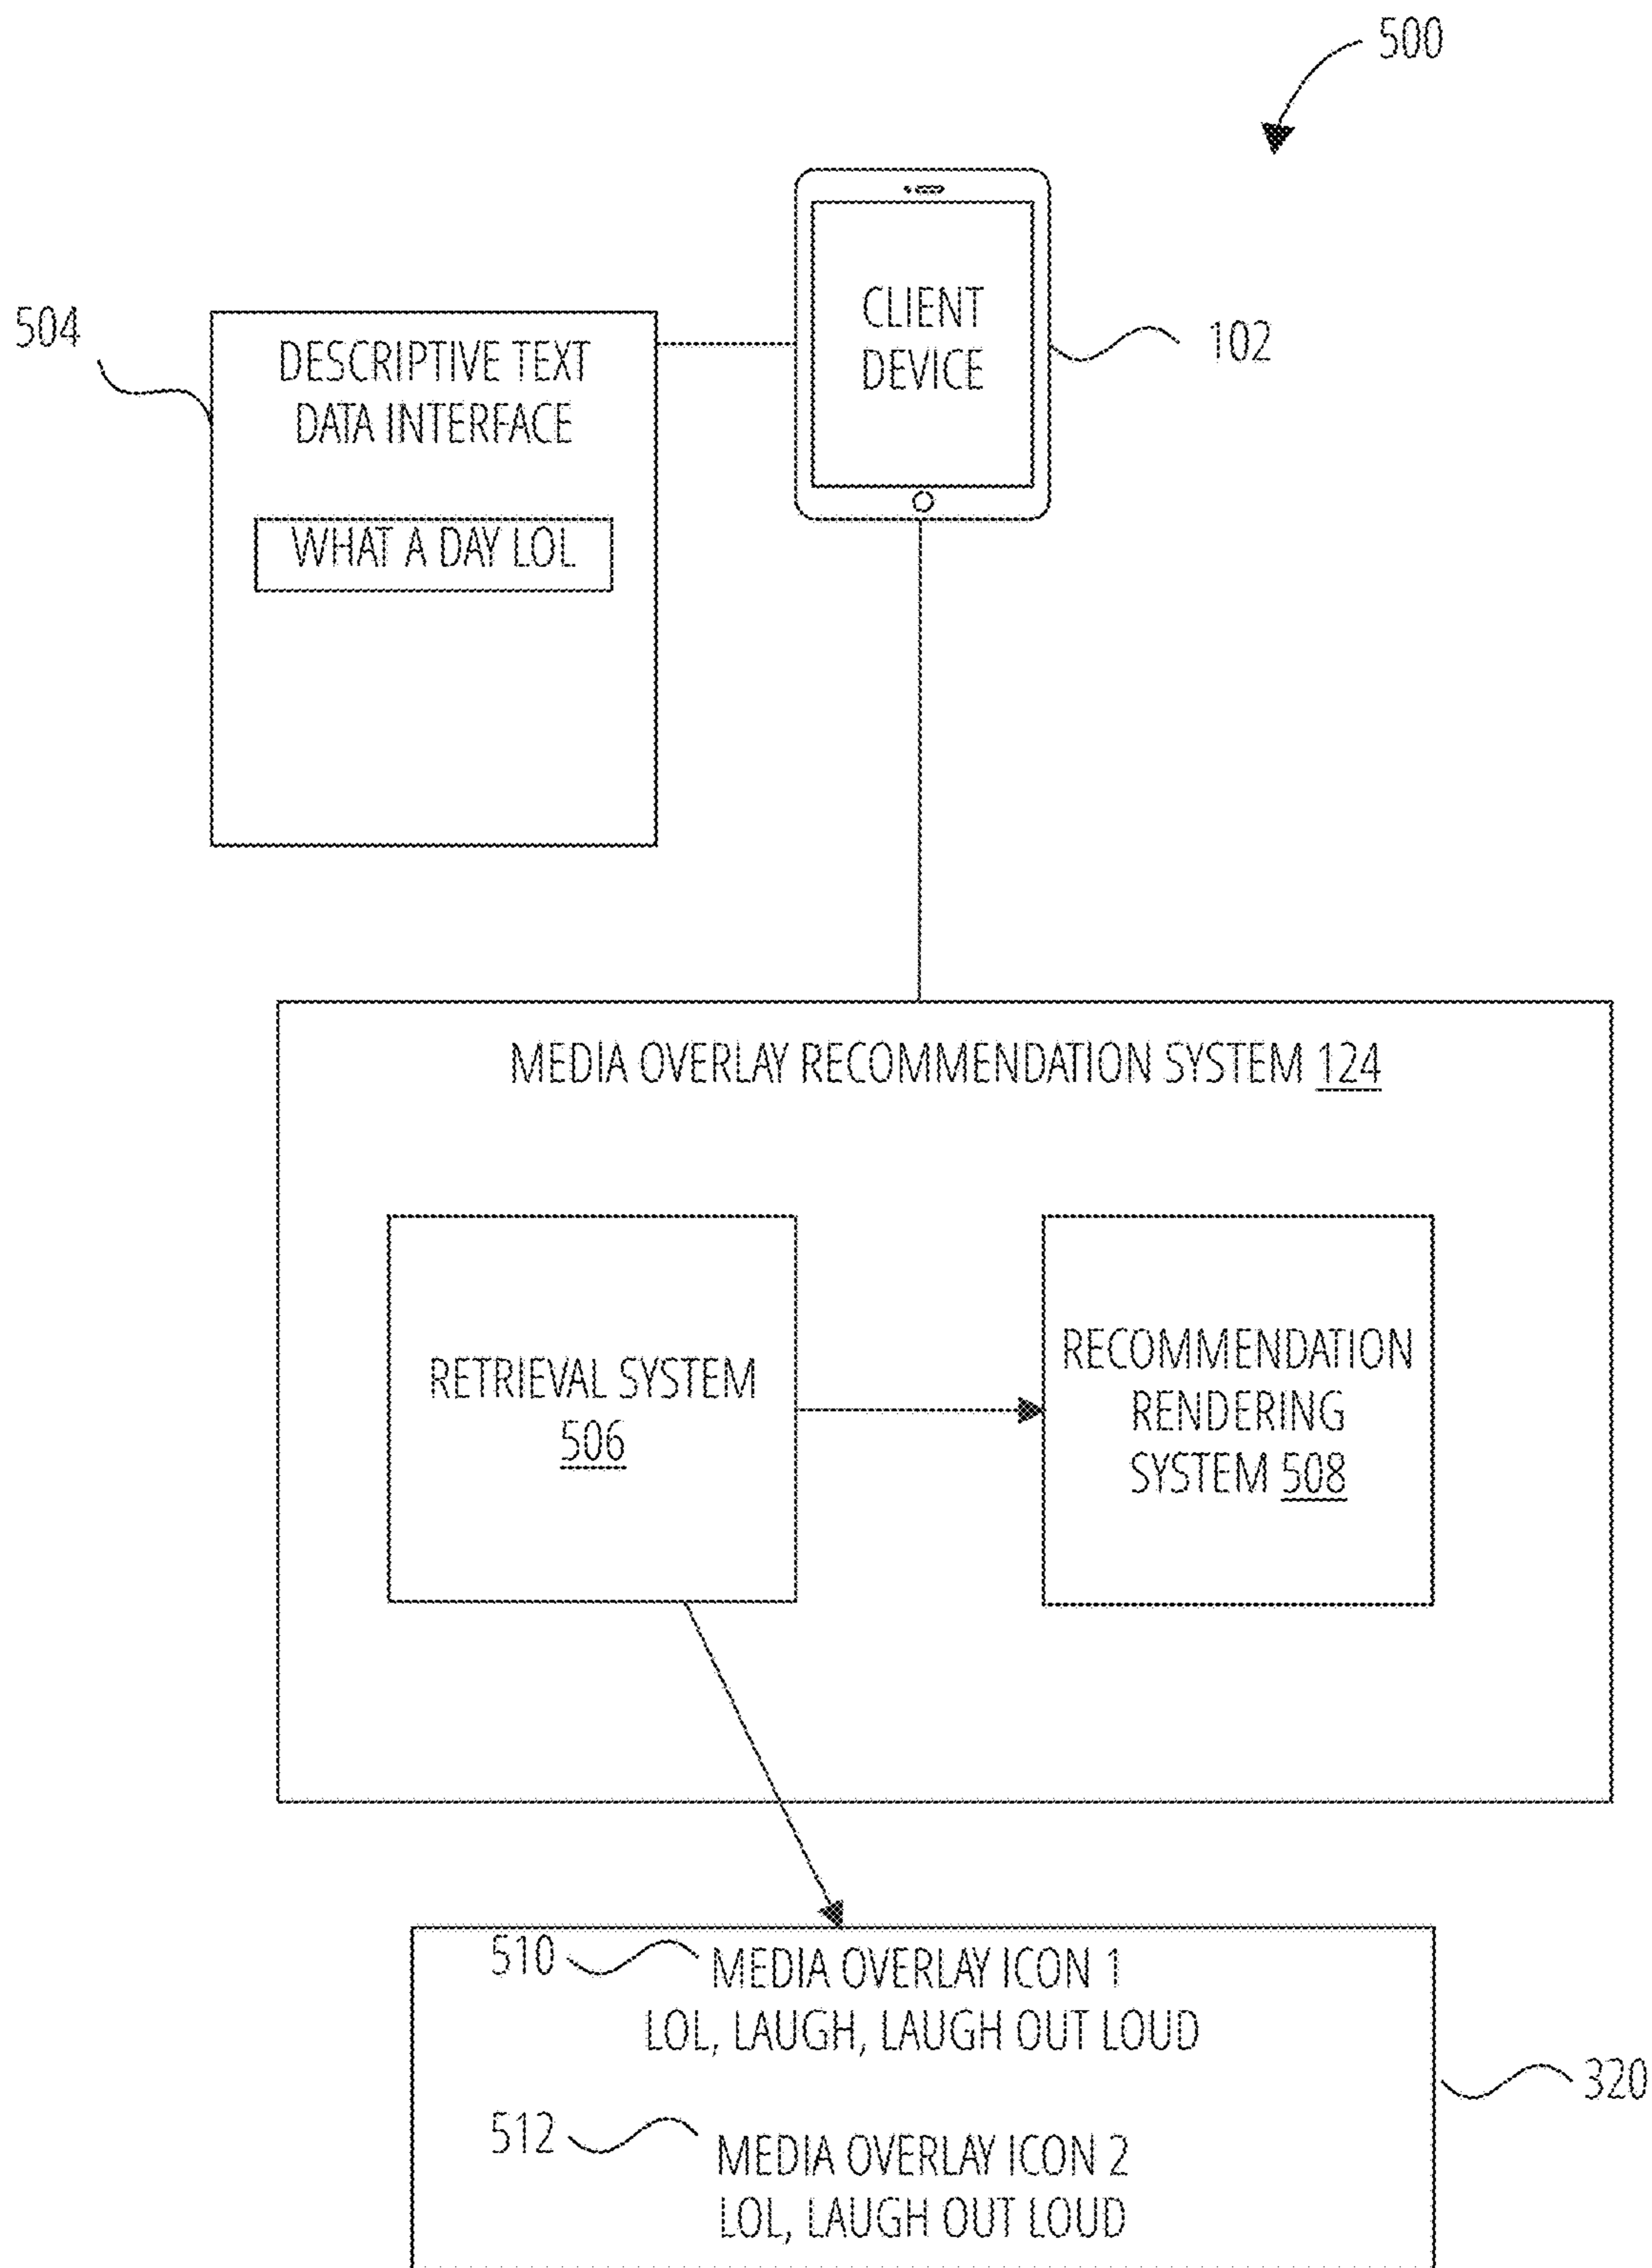 500
CLIENT
DEVICE
102
504
DESCRIPTIVE TEXT
DATA INTERFACE
WHAT A DAY LOL
MEDIA OVERLAY RECOMMENDATION SYSTEM 124
RETRIEVAL SYSTEM
506
RECOMMENDATION
RENDERING
SYSTEM 508
510
MEDIA OVERLAY ICON 1
LOL, LAUGH, LAUGH OUT LOUD
320
512
MEDIA OVERLAY ICON 2
LOL, LAUGH OUT LOUD